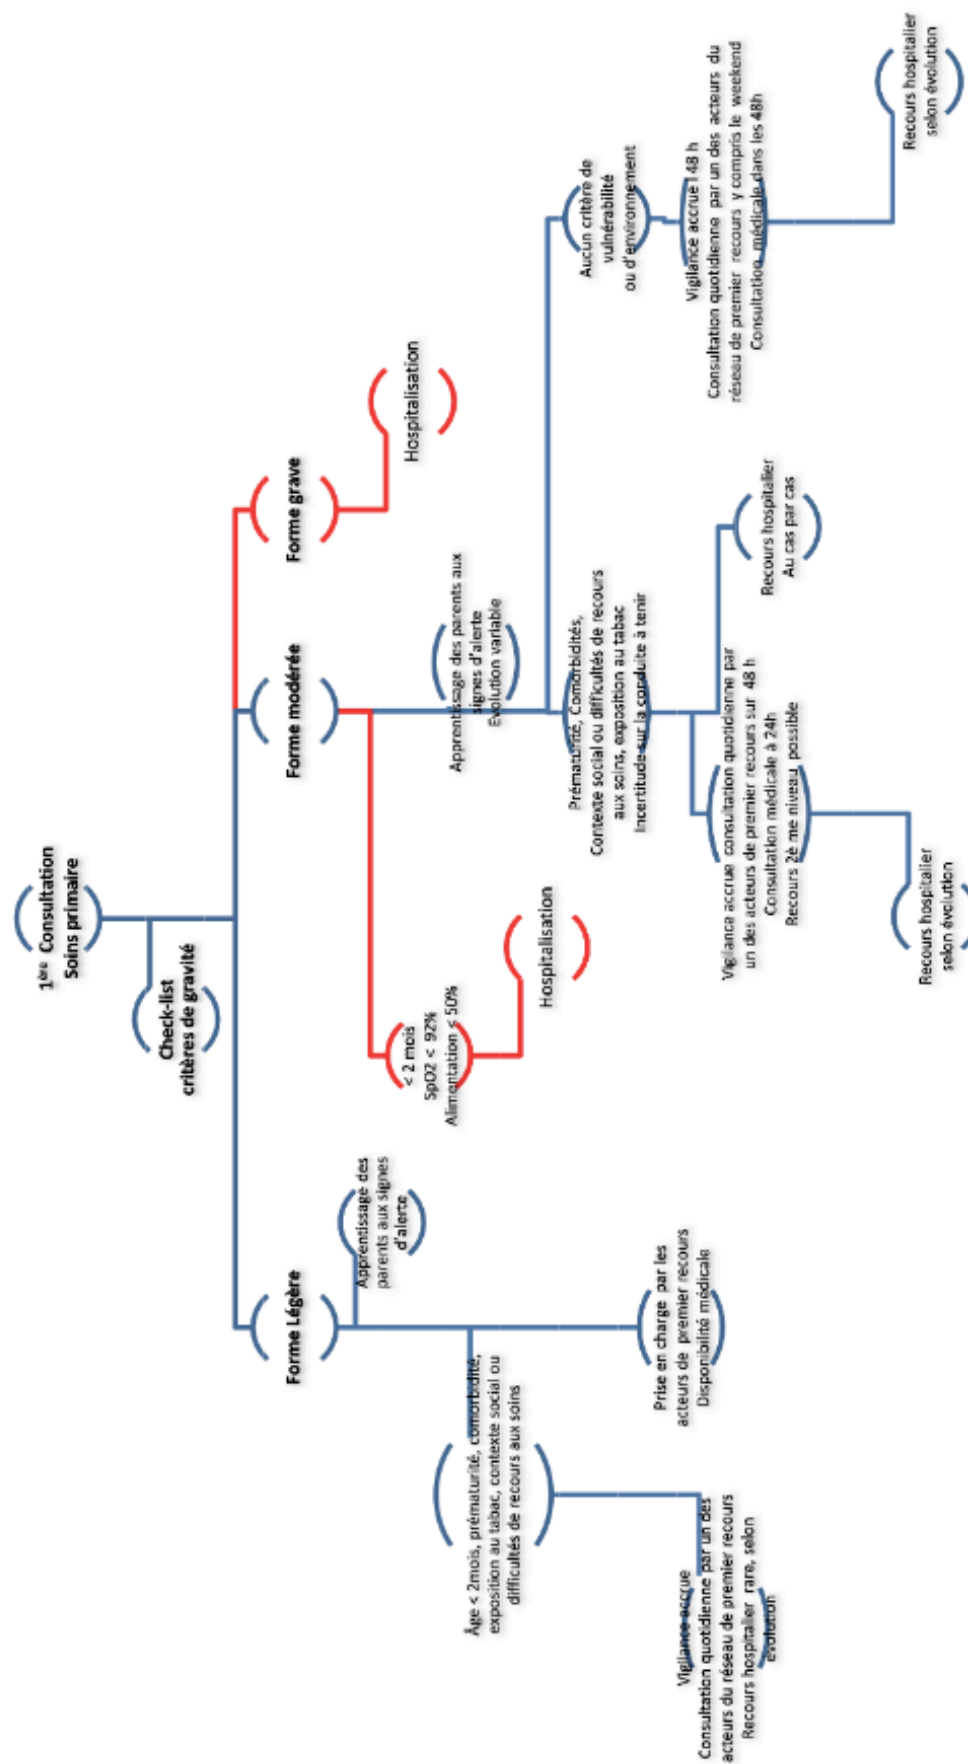 1ère Consultation
Soins primaire
Check-list
critères de gravité
Forme Légère
Apprentissage des
parents aux signes
d'alerte
Âge < 2mois, prématurité, comorbidité,
exposition au tabac, contexte social ou
difficultés de recours aux soins
Vigilance accrue
Consultation quotidienne par un des
acteurs du réseau de premier recours
Recours hospitalier rare, selon
évolution
Prise en charge par les
acteurs de premier recours
Disponibilité médicale
Forme modérée
< 2 mois
SpO2 < 92%
Alimentation < 50%
Hospitalisation
Apprentissage des parents aux
signes d'alerte
Evolution variable
Prématurité, Comorbidités,
Contexte social ou difficultés de recours
aux soins, exposition au tabac
Incertitude sur la conduite à tenir
Vigilance accrue consultation quotidienne par
un des acteurs de premier recours sur 48 h
Consultation médicale à 24h
Recours 2è me niveau possible
Recours hospitalier
selon évolution
Recours hospitalier
Au cas par cas
Aucun critère de
vulnérabilité
ou d'environnement
Vigilance accrue 48 h
Consultation quotidienne par un des acteurs du
réseau de premier recours y compris le weekend
Consultation médicale dans les 48h
Recours hospitalier
selon évolution
Forme grave
Hospitalisation